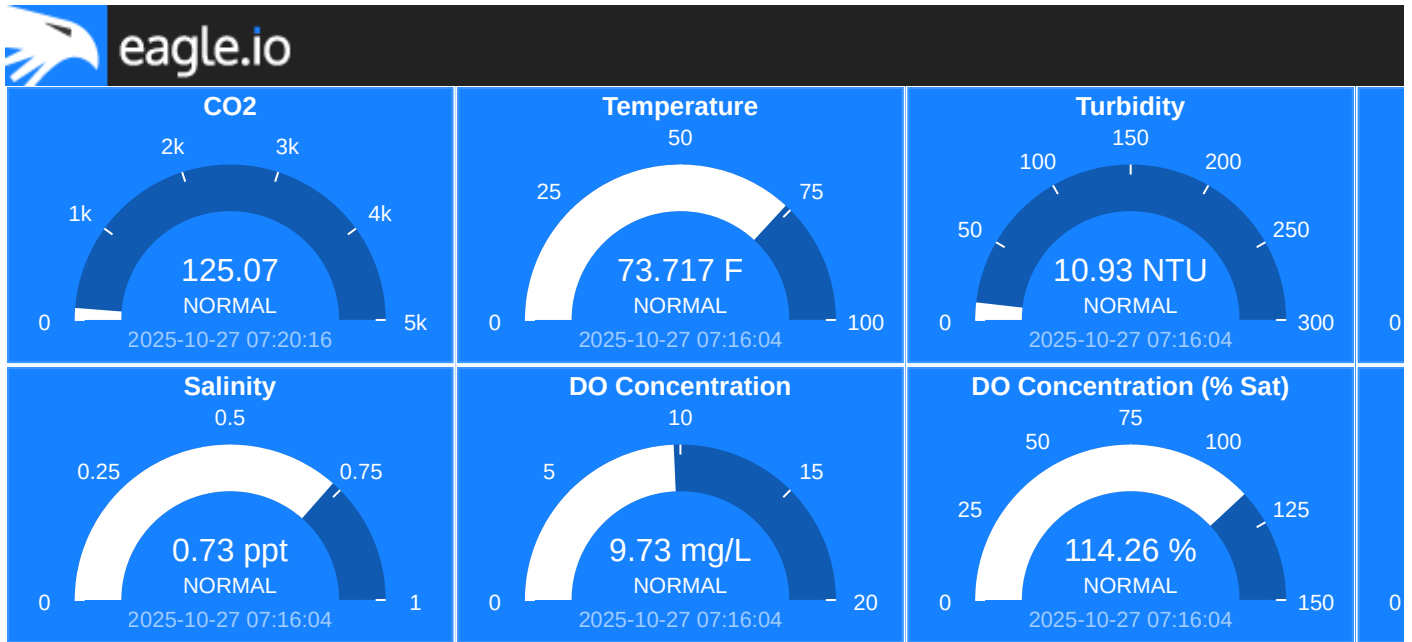 eagle.io
CO2
2k
3k
1k
4k
125.07
NORMAL
0
5k
2025-10-27 07:20:16
Temperature
50
25
75
73.717 F
NORMAL
0
100
2025-10-27 07:16:04
Turbidity
150
100
200
50
250
10.93 NTU
NORMAL
0
300
2025-10-27 07:16:04
0
Salinity
0.5
0.25
0.75
0.73 ppt
NORMAL
0
1
2025-10-27 07:16:04
DO Concentration
10
5
15
9.73 mg/L
NORMAL
0
20
2025-10-27 07:16:04
DO Concentration (% Sat)
75
50
100
25
125
114.26 %
NORMAL
0
150
2025-10-27 07:16:04
0